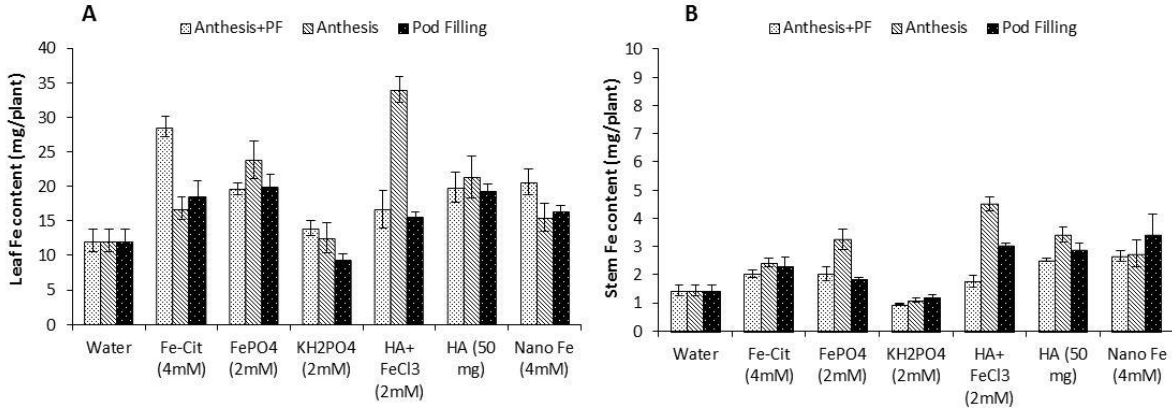 A
Anthesis+PF Anthesis Pod Filling
Leaf Fe content (mg/plant)
40
35
30
25
20
15
10
5
0
Water
Fe-Cit
(4mM)
FePO4
(2mM)
KH2PO4
(2mM)
HA+
FeCl3
(2mM)
HA (50
mg)
Nano Fe
(4mM)
B
Anthesis+PF Anthesis Pod Filling
Stem Fe content (mg/plant)
10
9
8
7
6
5
4
3
2
1
0
Water
Fe-Cit
(4mM)
FePO4
(2mM)
KH2PO4
(2mM)
HA+
FeCl3
(2mM)
HA (50
mg)
Nano Fe
(4mM)